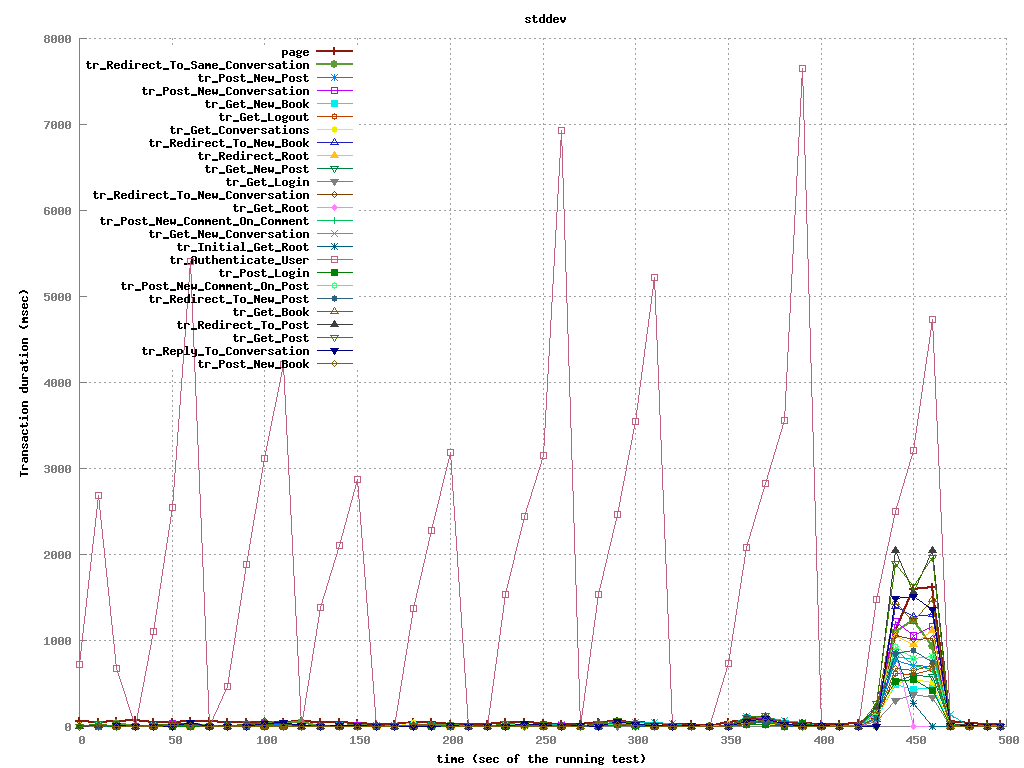 stddev
8000
7000
6000
5000
4000
3000
2000
1000
0
Transaction duration (msec)
page
tr_Redirect_To_Same_Conversation
tr_Post_New_Post
tr_Post_New_Conversation
tr_Get_New_Book
tr_Get_Logout
tr_Get_Conversations
tr_Redirect_To_New_Book
tr_Redirect_Root
tr_Get_New_Post
tr_Get_Login
tr_Redirect_To_New_Conversation
tr_Get_Root
tr_Post_New_Comment_On_Comment
tr_Get_New_Conversation
tr_Initial_Get_Root
tr_Authenticate_User
tr_Post_Login
tr_Post_New_Comment_On_Post
tr_Redirect_To_New_Post
tr_Get_Book
tr_Redirect_To_Post
tr_Get_Post
tr_Reply_To_Conversation
tr_Post_New_Book
0 50 100 150 200 250 300 350 400 450 500
time (sec of the running test)